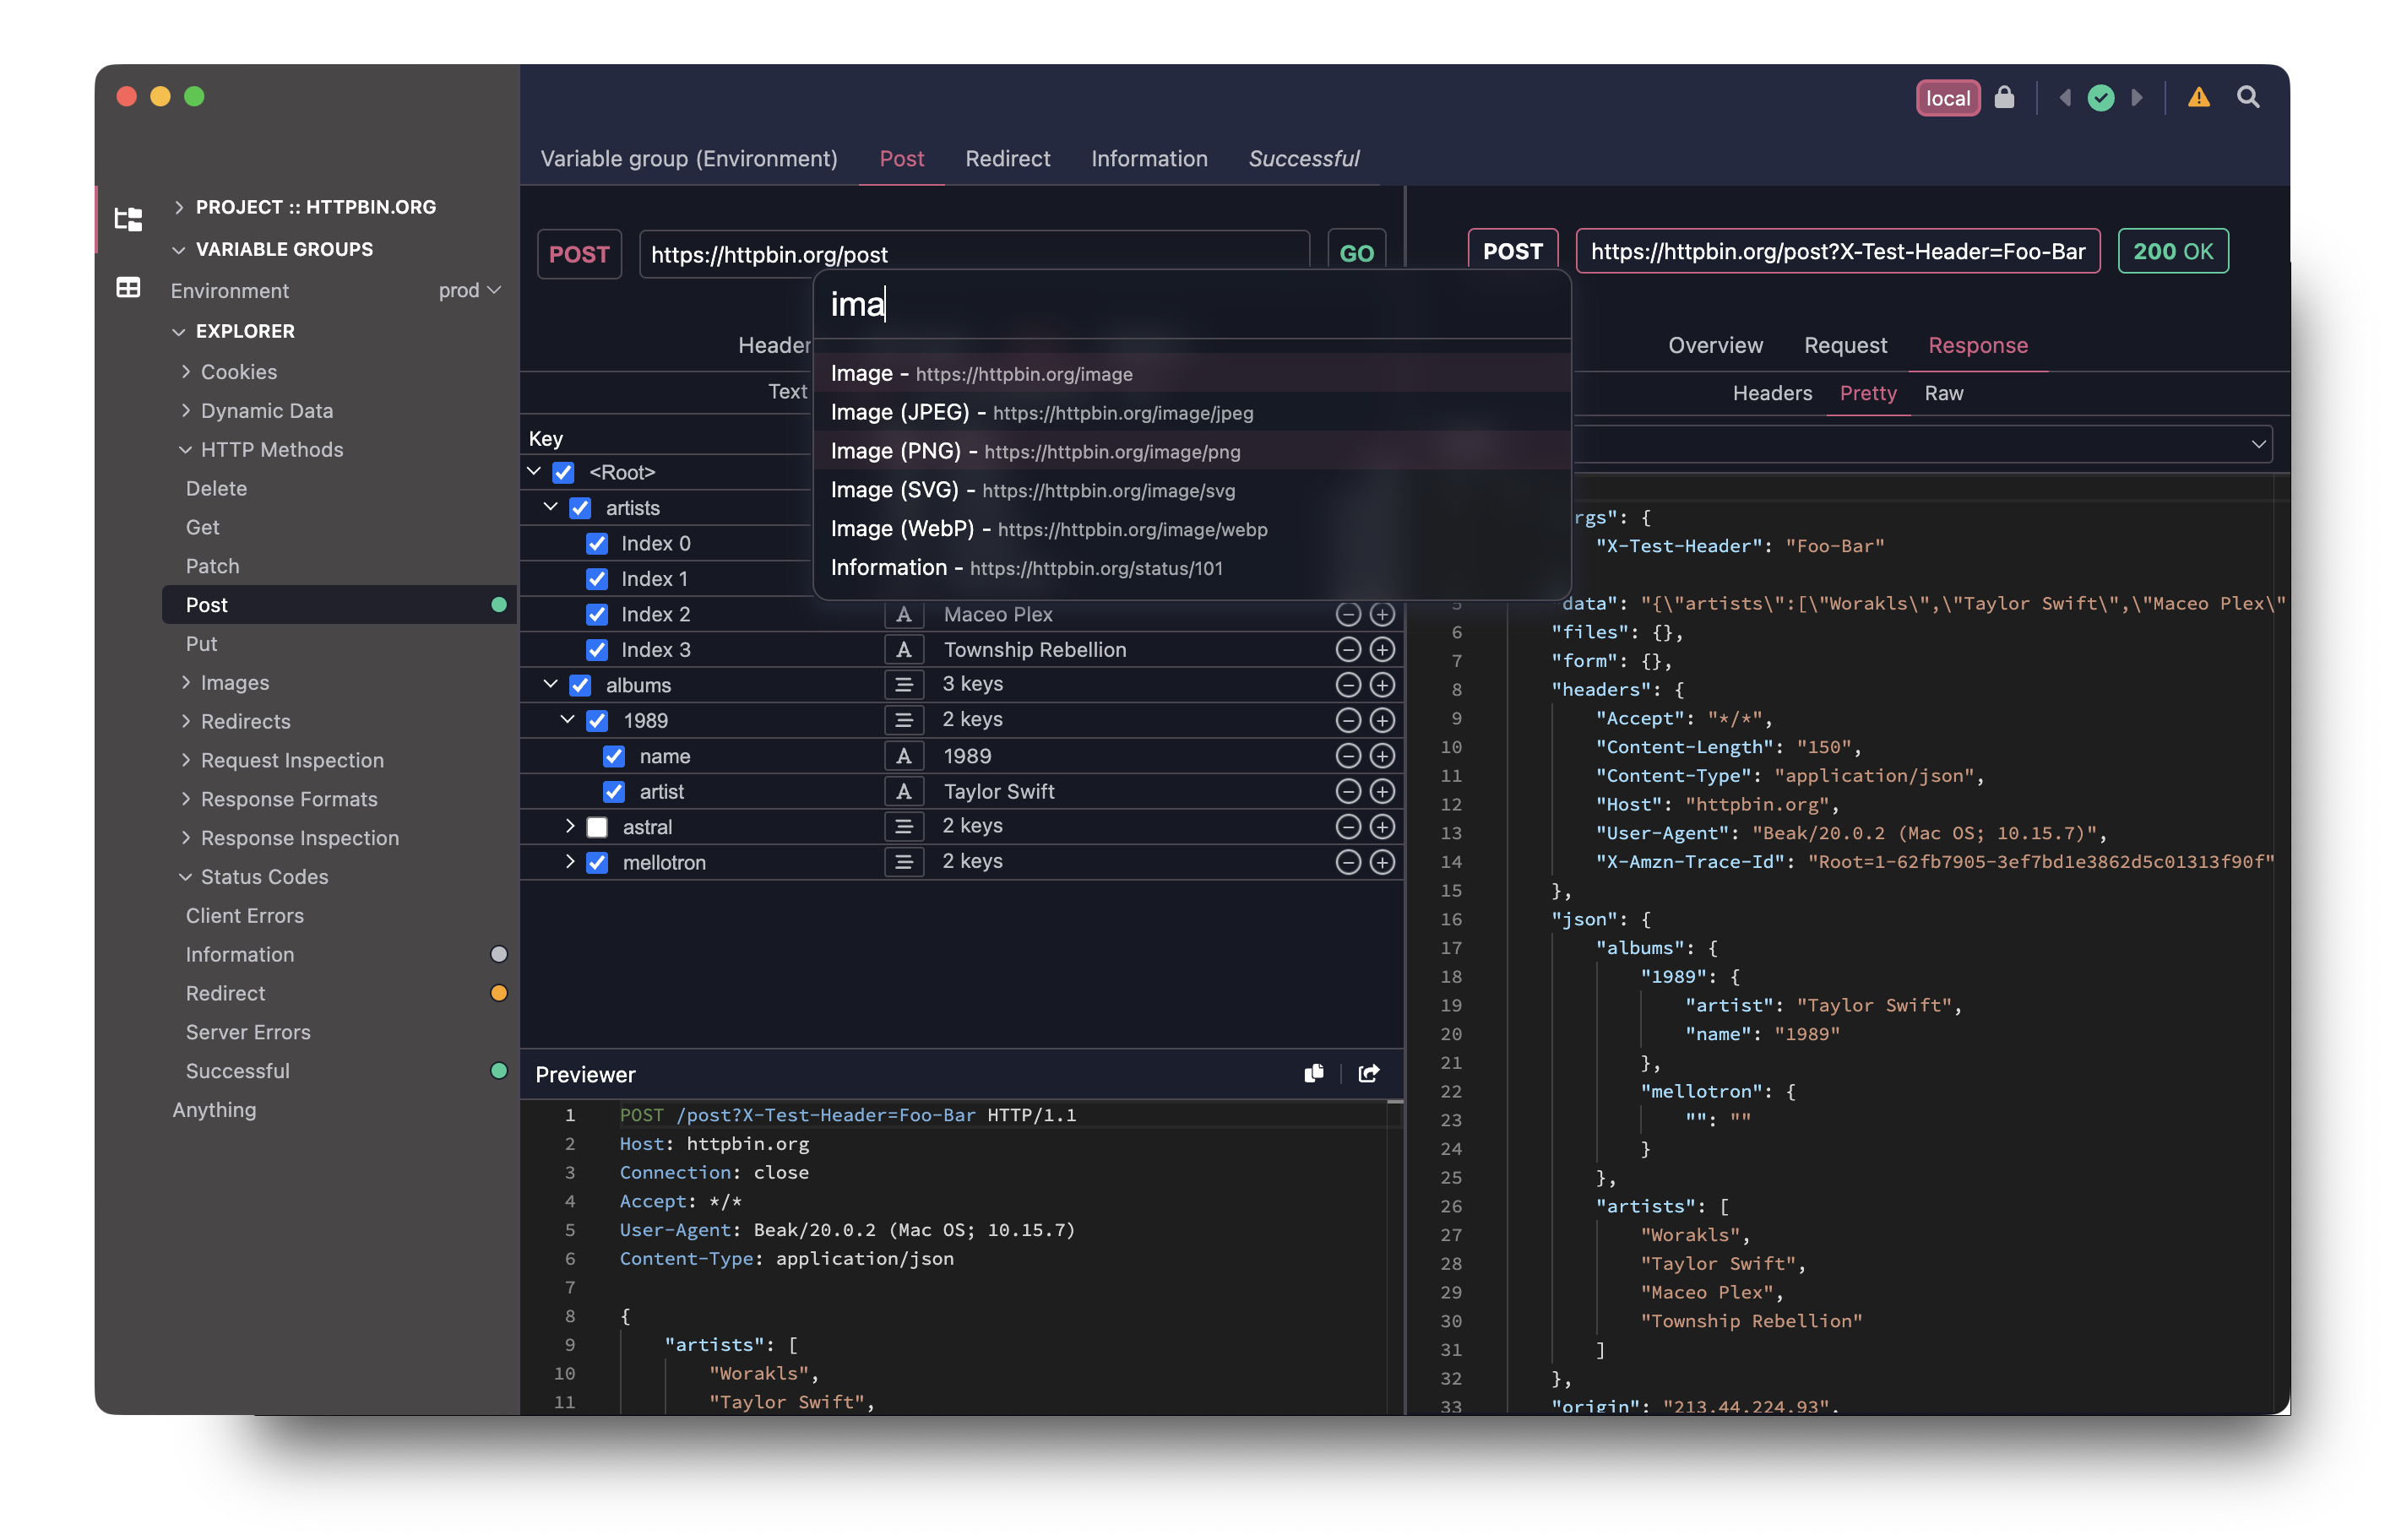 local
Variable group (Environment) Post Redirect Information Successful
PROJECT :: HTTPBIN.ORG
VARIABLE GROUPS
Environment prod
EXPLORER
Cookies
Dynamic Data
HTTP Methods
Delete
Get
Patch
Post
Put
Images
Redirects
Request Inspection
Response Formats
Response Inspection
Status Codes
Client Errors
Information
Redirect
Server Errors
Successful
Anything
POST https://httpbin.org/post GO
Header
Text
ima
Image - https://httpbin.org/image
Image (JPEG) - https://httpbin.org/image/jpeg
Image (PNG) - https://httpbin.org/image/png
Image (SVG) - https://httpbin.org/image/svg
Image (WebP) - https://httpbin.org/image/webp
Information - https://httpbin.org/status/101
Key
<Root>
artists
Index 0
Index 1
Index 2 A Maceo Plex
Index 3 A Township Rebellion
albums 3 keys
1989 2 keys
name A 1989
artist A Taylor Swift
astral 2 keys
mellotron 2 keys
Previewer
1 POST /post?X-Test-Header=Foo-Bar HTTP/1.1
2 Host: httpbin.org
3 Connection: close
4 Accept: */*
5 User-Agent: Beak/20.0.2 (Mac OS; 10.15.7)
6 Content-Type: application/json
7
8 {
9 "artists": [
10 "Worakls",
11 "Taylor Swift",
POST https://httpbin.org/post?X-Test-Header=Foo-Bar 200 OK
Overview Request Response
Headers Pretty Raw
rgs": {
"X-Test-Header": "Foo-Bar"
5 data": "{\"artists\":[\"Worakls\",\"Taylor Swift\",\"Maceo Plex\"
6 "files": {},
7 "form": {},
8 "headers": {
9 "Accept": "*/*",
10 "Content-Length": "150",
11 "Content-Type": "application/json",
12 "Host": "httpbin.org",
13 "User-Agent": "Beak/20.0.2 (Mac OS; 10.15.7)",
14 "X-Amzn-Trace-Id": "Root=1-62fb7905-3ef7bd1e3862d5c01313f90f"
15 },
16 "json": {
17 "albums": {
18 "1989": {
19 "artist": "Taylor Swift",
20 "name": "1989"
21 },
22 "mellotron": {
23 "": ""
24 }
25 },
26 "artists": [
27 "Worakls",
28 "Taylor Swift",
29 "Maceo Plex",
30 "Township Rebellion"
31 ]
32 },
33 "origin": "213.44.224.93",